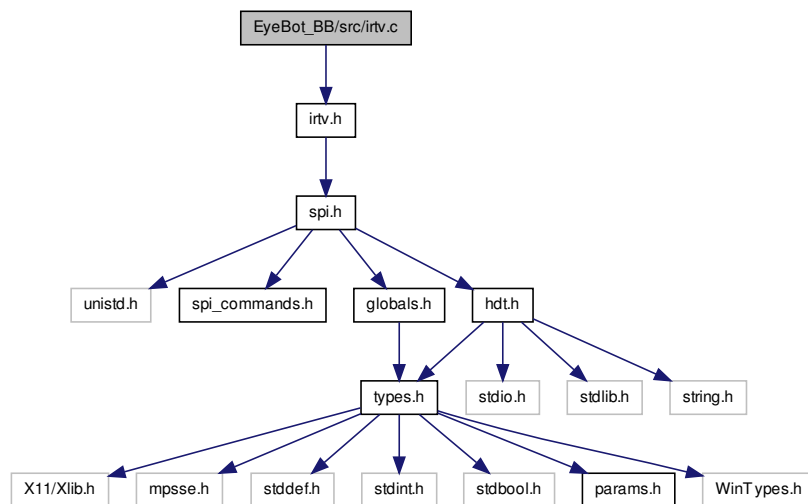 EyeBot_BB/src/irtv.c
irtv.h
spi.h
unistd.h
spi_commands.h
globals.h
hdt.h
types.h
stdio.h
stdlib.h
string.h
X11/Xlib.h
mpsse.h
stddef.h
stdint.h
stdbool.h
params.h
WinTypes.h